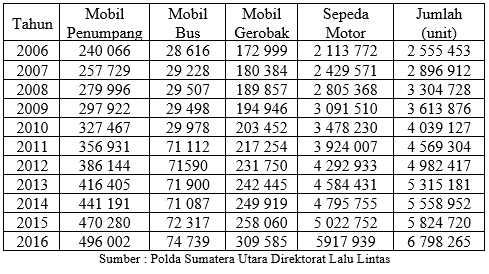 Tahun Mobil Penumpang Mobil Bus Mobil Gerobak Sepeda Motor Jumlah (unit)
2006 240 066 28 616 172 999 2 113 772 2 555 453
2007 257 729 29 228 180 384 2 429 571 2 896 912
2008 279 996 29 507 189 857 2 805 368 3 304 728
2009 297 922 29 498 194 946 3 091 510 3 613 876
2010 327 467 29 978 203 452 3 478 230 4 039 127
2011 356 931 71 112 217 254 3 924 007 4 569 304
2012 386 144 71590 231 750 4 292 933 4 982 417
2013 416 405 71 900 242 445 4 584 431 5 315 181
2014 441 191 71 087 249 919 4 795 755 5 558 952
2015 470 280 72 317 258 060 5 022 752 5 824 720
2016 496 002 74 739 309 585 5917 939 6 798 265
Sumber : Polda Sumatera Utara Direktorat Lalu Lintas